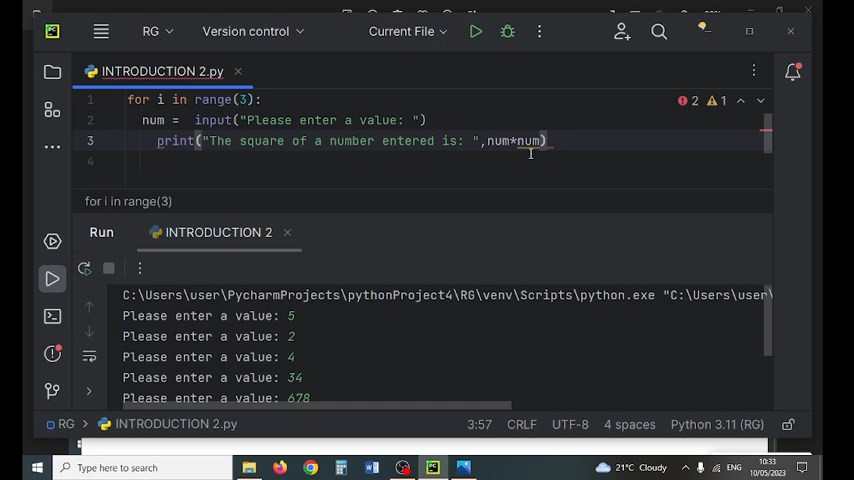 RG
Version control
Current File
INTRODUCTION 2.py
2
1
1 for i in range(3):
2 num = input("Please enter a value: ")
3 print("The square of a number entered is: ",num*num)
4
for i in range(3)
Run
INTRODUCTION 2
C:\Users\user\PycharmProjects\pythonProject4\RG\venv\Scripts\python.exe "C:\Users\user\
Please enter a value: 5
Please enter a value: 2
Please enter a value: 4
Please enter a value: 34
Please enter a value: 678
RG
INTRODUCTION 2.py
3:57
CRLF
UTF-8
4 spaces
Python 3.11 (RG)
Type here to search
21°C Cloudy
ENG
10:33
10/05/2023